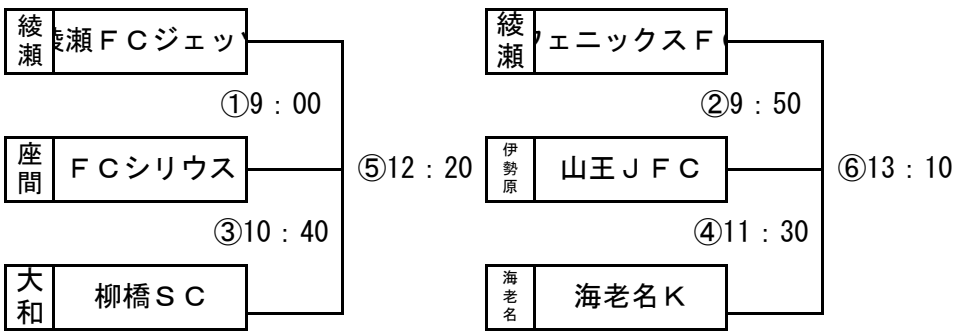 綾瀬
綾瀬ＦＣジェッ
①9：00
座間
ＦＣシリウス
③10：40
大和
柳橋ＳＣ
⑤12：20
綾瀬
フェニックスＦＣ
②9：50
伊勢原
山王ＪＦＣ
④11：30
海老名
海老名Ｋ
⑥13：10